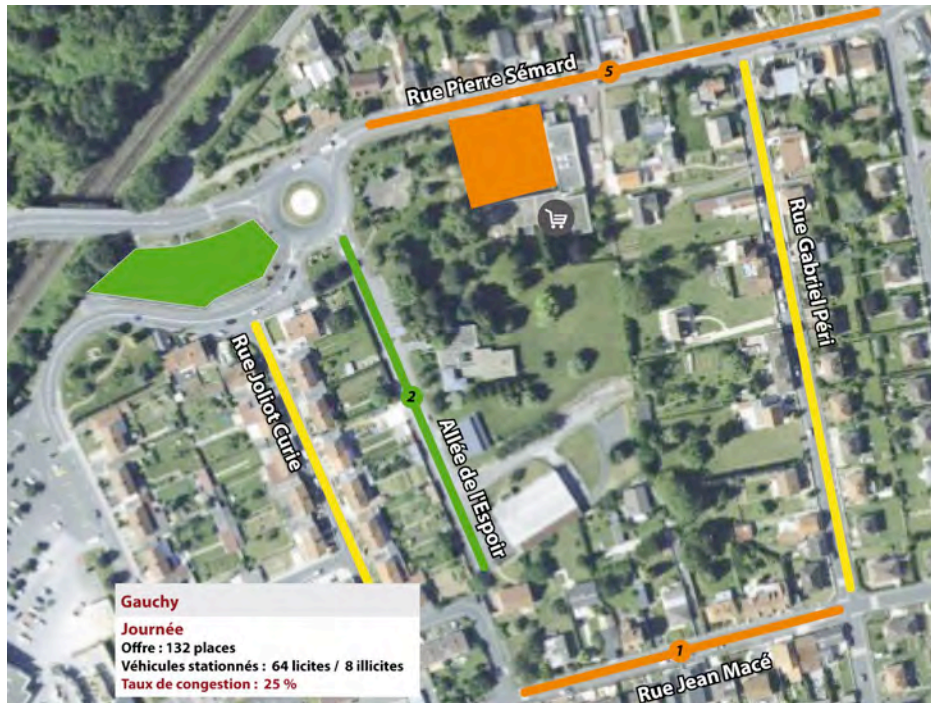 Rue Pierre Sémard
5
Rue Gabriel Péri
Rue Joliot Curie
2
Allée de l'Espoir
Gauchy
Journée
Offre : 132 places
Véhicules stationnés : 64 licites / 8 illicites
Taux de congestion : 25 %
1
Rue Jean Macé